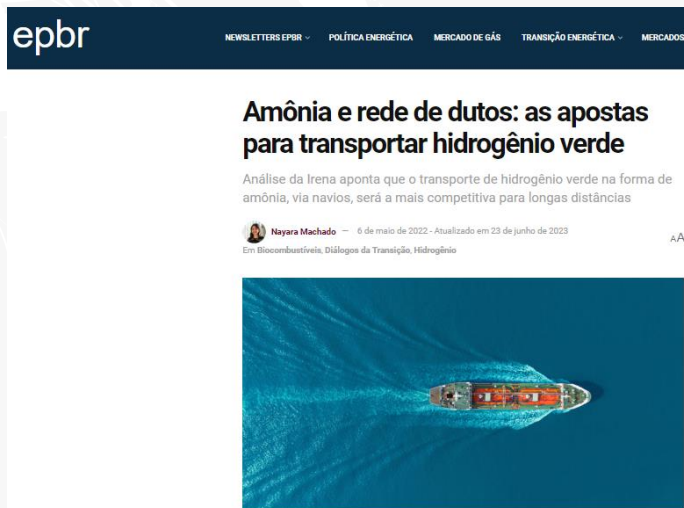 epbr
NEWSLETTERS EPBR
POLÍTICA ENERGÉTICA
MERCADO DE GÁS
TRANSIÇÃO ENERGÉTICA
MERCADOS
Amônia e rede de dutos: as apostas
para transportar hidrogênio verde
Análise da Irena aponta que o transporte de hidrogênio verde na forma de
amônia, via navios, será a mais competitiva para longas distâncias
Nayara Machado — 6 de maio de 2022 - Atualizado em 23 de junho de 2023
AA
Em Biocombustíveis, Diálogos da Transição, Hidrogênio